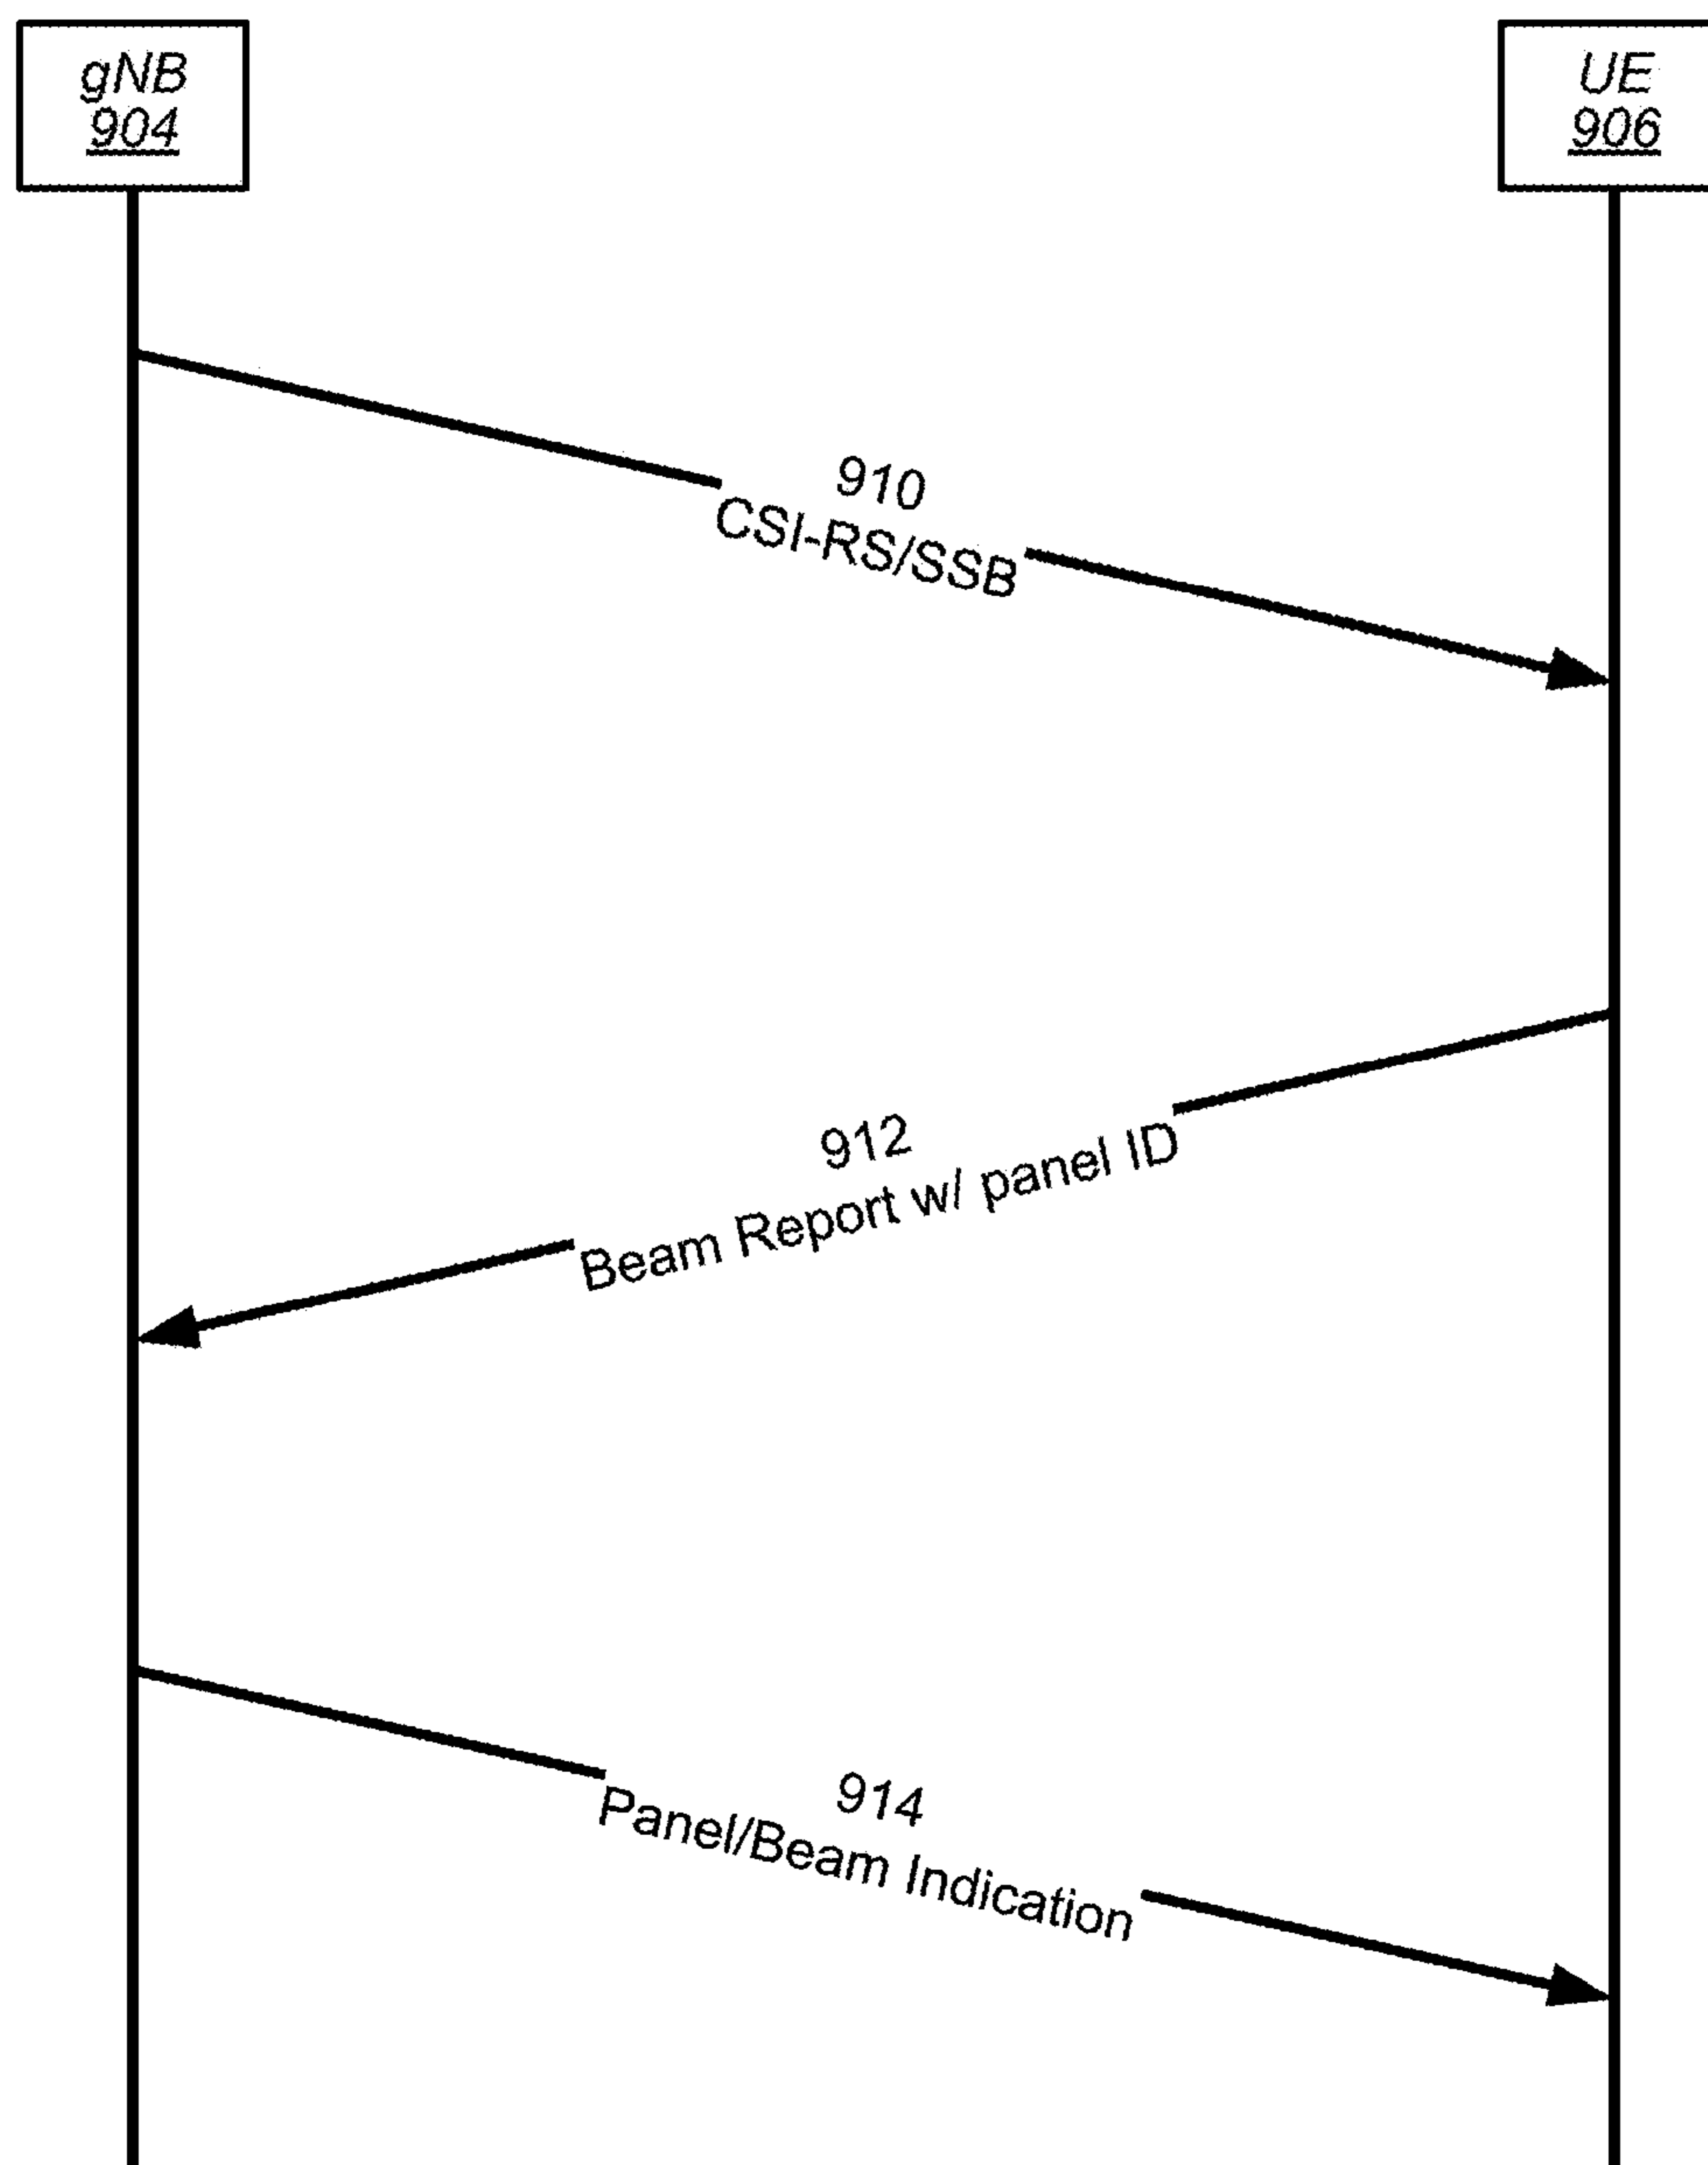 gNB
904
UE
906
910
CSI-RS/SSB
912
Beam Report w/ panel ID
914
Panel/Beam Indication